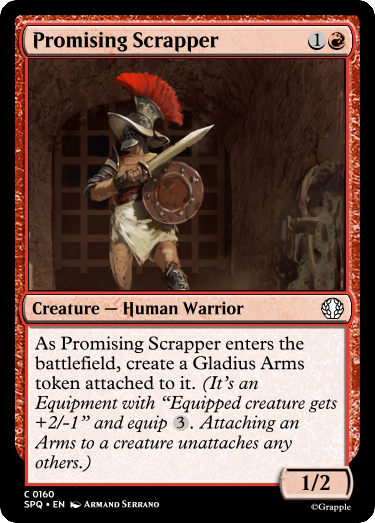 Promising Scrapper 1
Creature — Human Warrior
As Promising Scrapper enters the
battlefield, create a Gladius Arms
token attached to it. (It's an
Equipment with “Equipped creature gets
+2/-1” and equip 3. Attaching an
Arms to a creature unattaches any
others.)
1/2
C 0160
SPQ • EN Armand Serrano
©Grapple